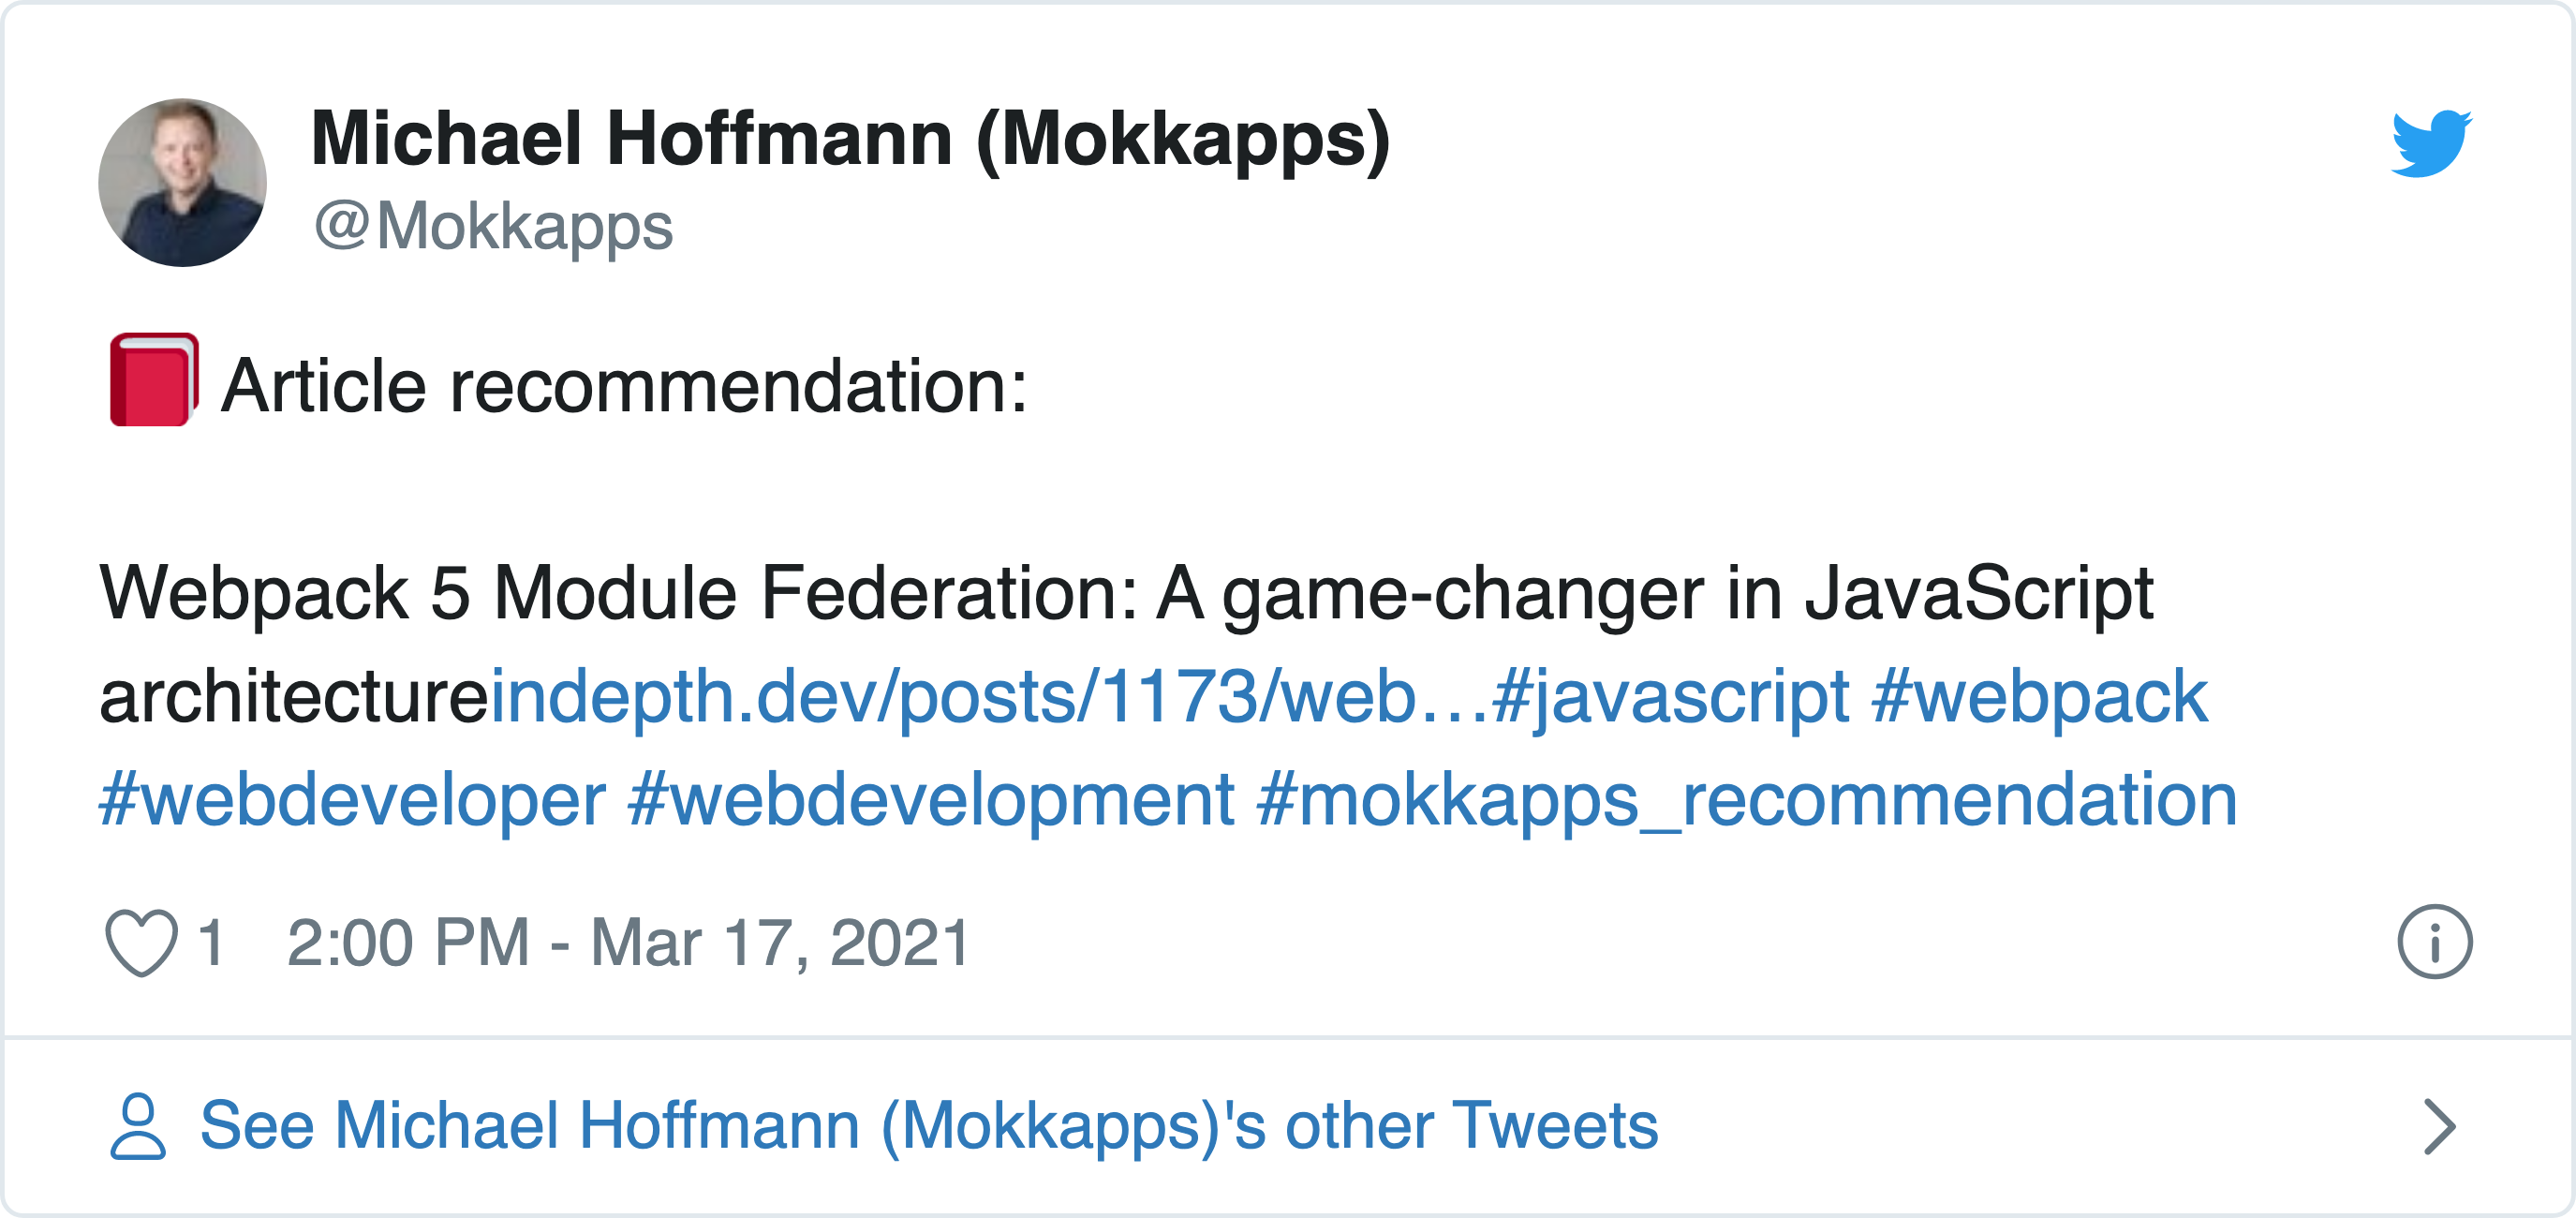 Michael Hoffmann (Mokkapps)
@Mokkapps
📕 Article recommendation:
Webpack 5 Module Federation: A game-changer in JavaScript
architectureindepth.dev/posts/1173/web…#javascript #webpack
#webdeveloper #webdevelopment #mokkapps_recommendation
1 2:00 PM - Mar 17, 2021
See Michael Hoffmann (Mokkapps)'s other Tweets